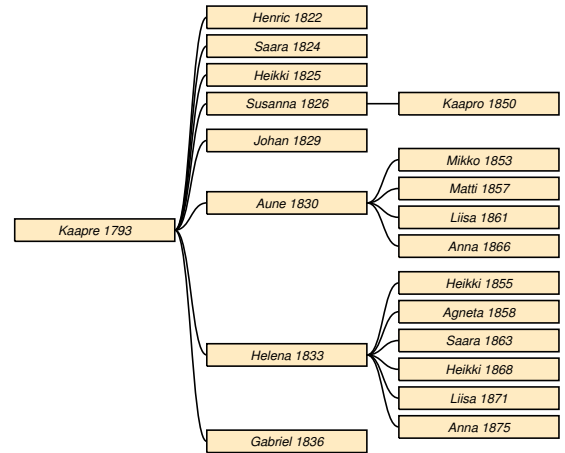 Kaapre 1793
Henric 1822
Saara 1824
Heikki 1825
Susanna 1826
Kaapro 1850
Johan 1829
Aune 1830
Mikko 1853
Matti 1857
Liisa 1861
Anna 1866
Helena 1833
Heikki 1855
Agneta 1858
Saara 1863
Heikki 1868
Liisa 1871
Anna 1875
Gabriel 1836